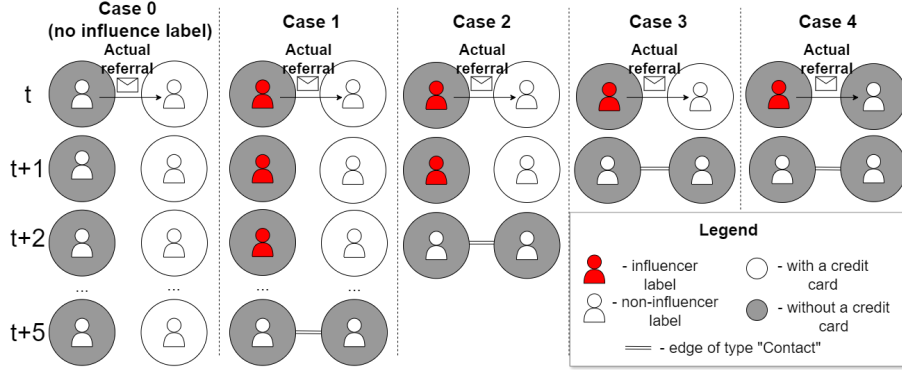 Case 0
(no influence label)
Case 1
Case 2
Case 3
Case 4
Actual
referral
Actual
referral
Actual
referral
Actual
referral
Actual
referral
t
t+1
t+2
... ... ... ...
t+5
Legend
- influencer
label
- with a credit
card
- non-influencer
label
- without a credit
card
- edge of type "Contact"